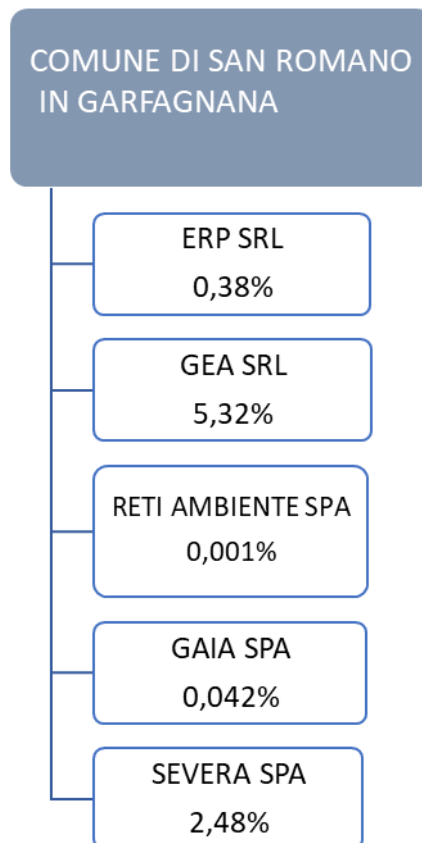 COMUNE DI SAN ROMANO
IN GARFAGNANA
ERP SRL
0,38%
GEA SRL
5,32%
RETI AMBIENTE SPA
0,001%
GAIA SPA
0,042%
SEVERA SPA
2,48%